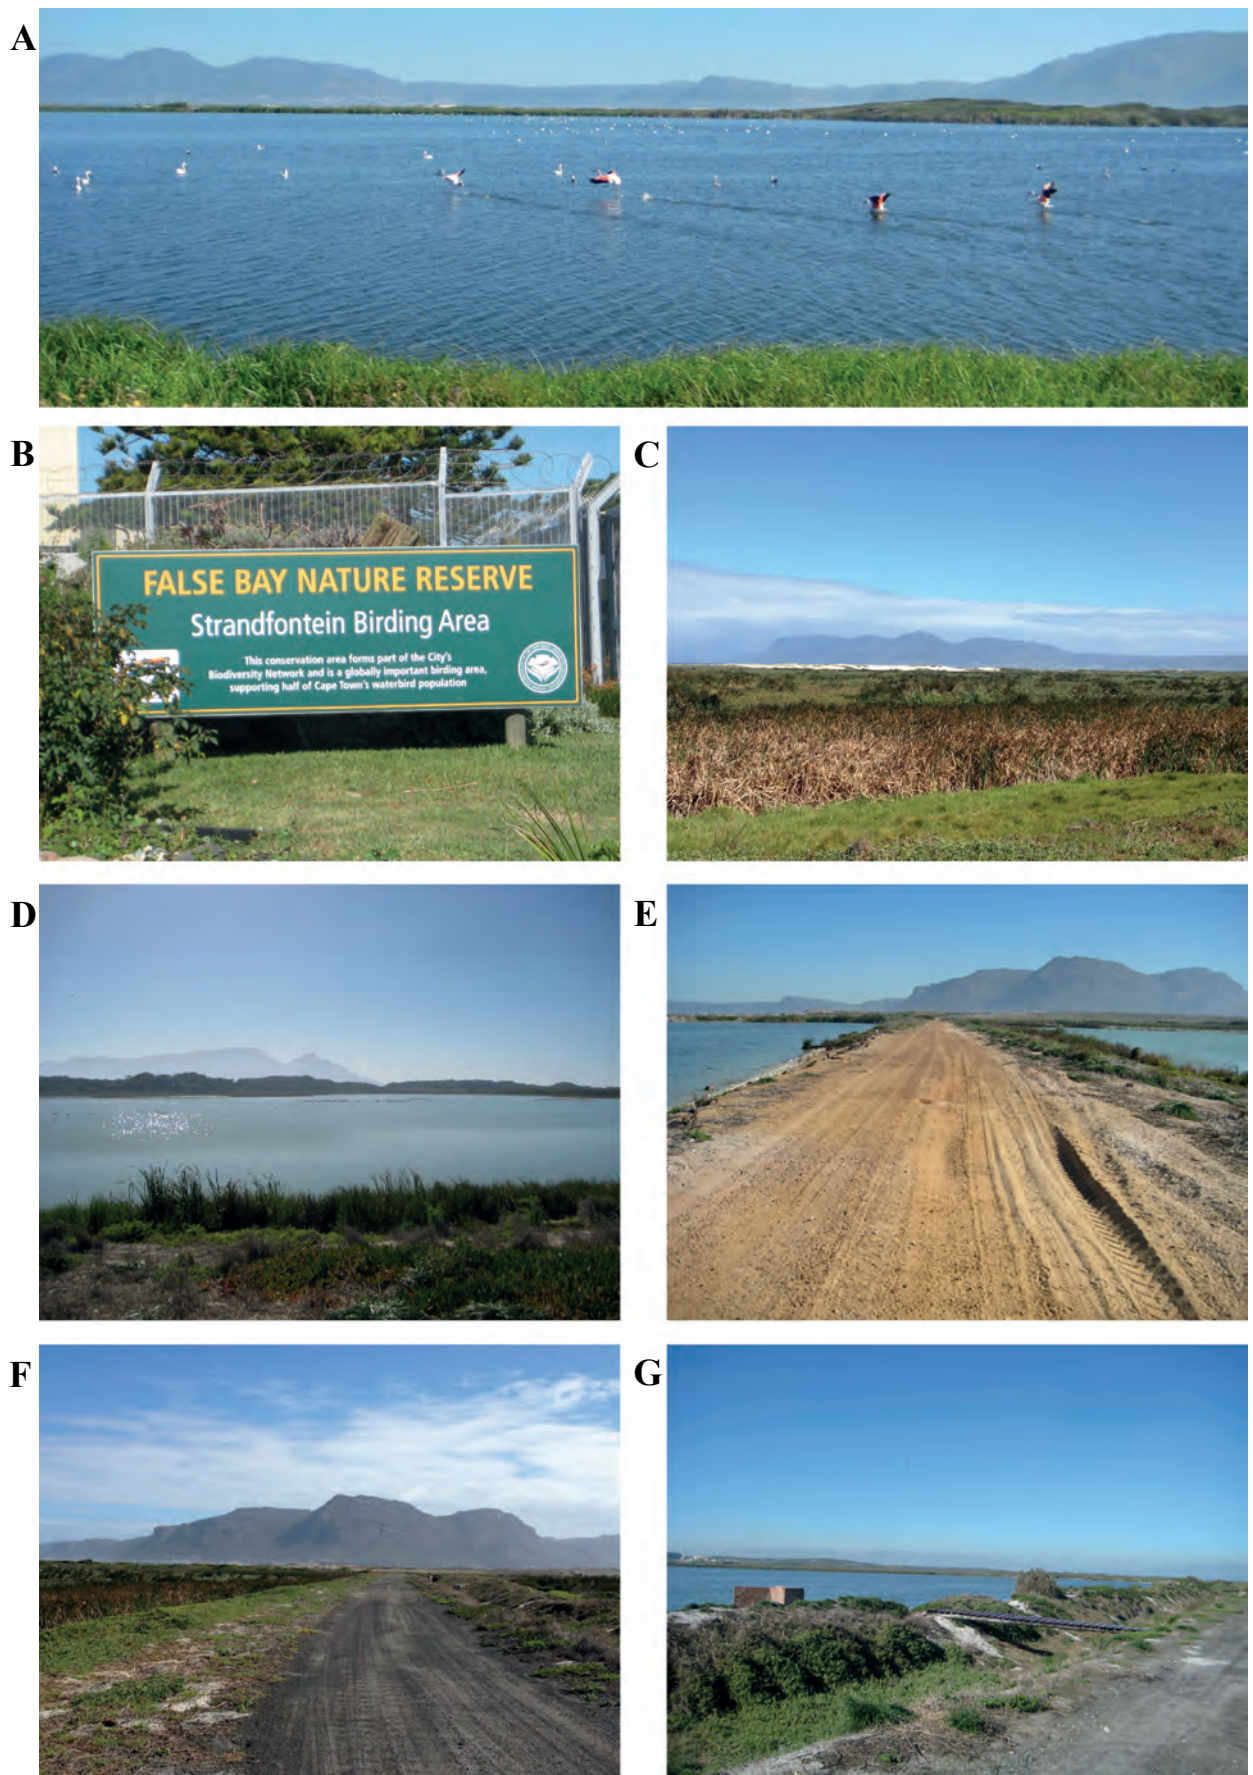 A
B
FALSE BAY NATURE RESERVE
Strandfontein Birding Area
This conservation area forms part of the City's
Biodiversity Network and is a globally important birding area,
supporting half of Cape Town's waterbird population
C
D
E
F
G